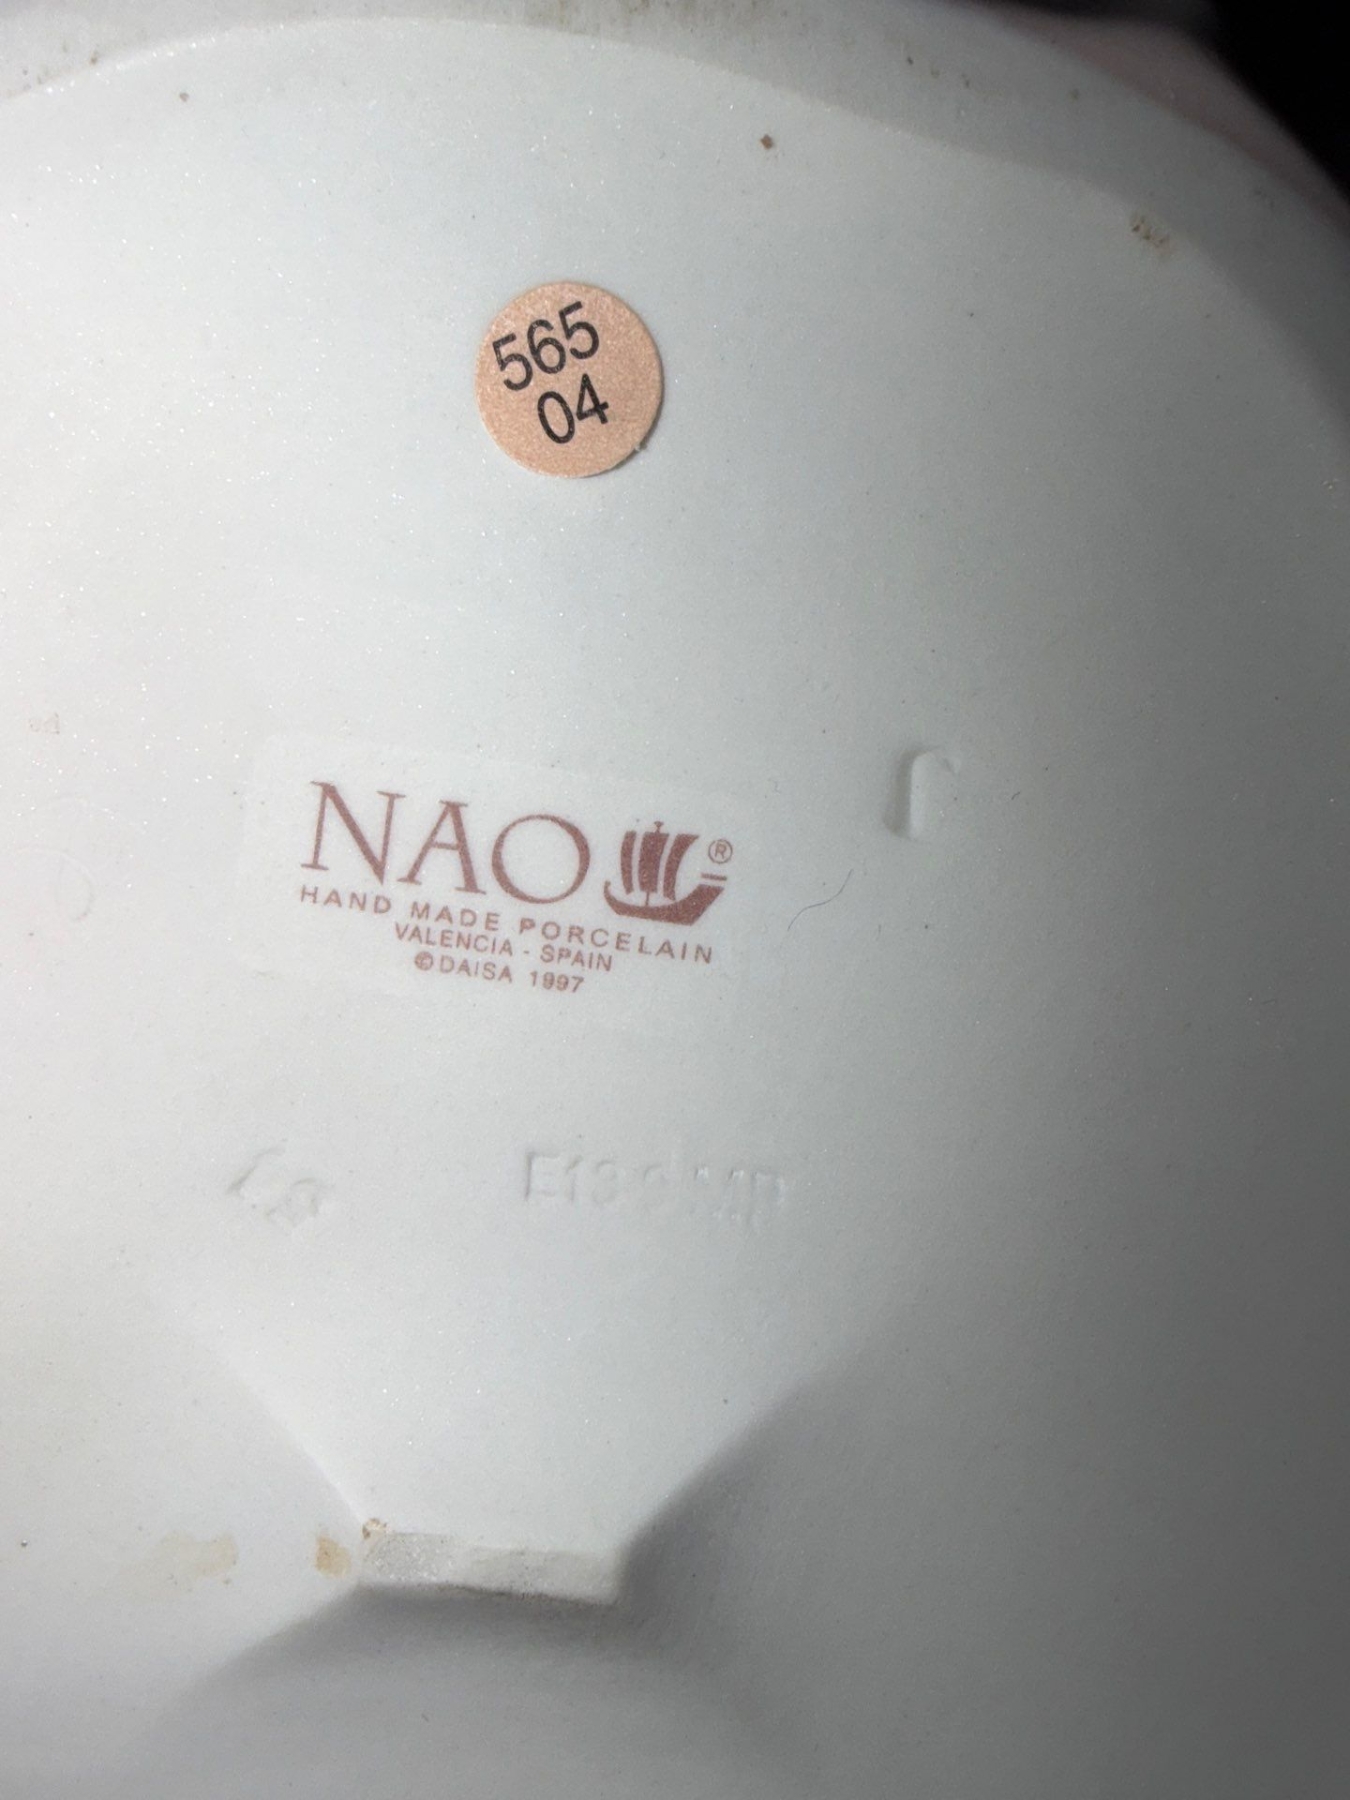 565
04
NAO ®
HAND MADE PORCELAIN
VALENCIA - SPAIN
© DAISA 1997